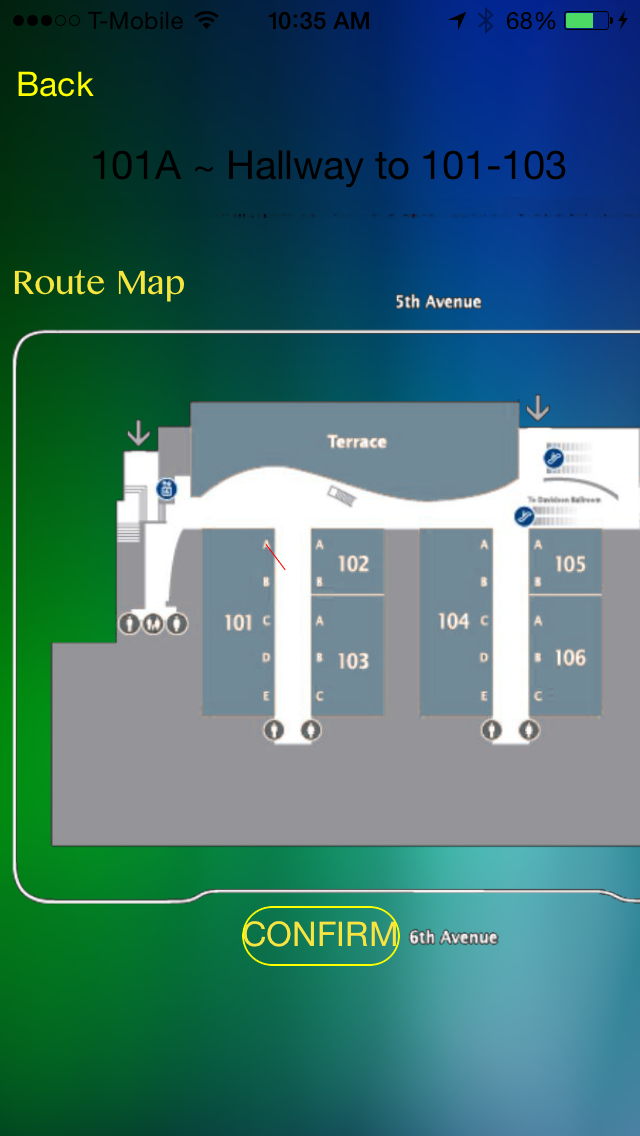 T-Mobile 10:35 AM 68%
Back
101A ~ Hallway to 101-103
Route Map
5th Avenue
Terrace
To Davidson Ballroom
A A A A
102 105
B B B B
101 C A 104 C A
D B 103 D B 106
E C E C
CONFIRM 6th Avenue